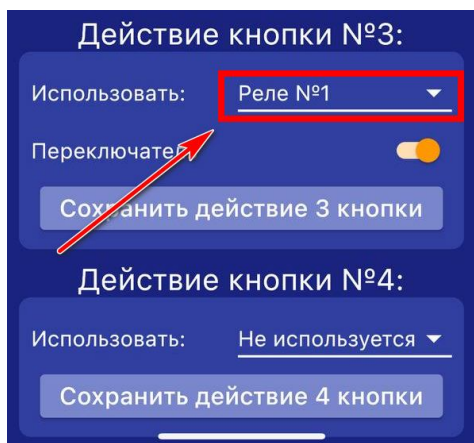 Действие кнопки №3:
Использовать: Реле №1
Переключатель
Сохранить действие 3 кнопки
Действие кнопки №4:
Использовать: Не используется
Сохранить действие 4 кнопки